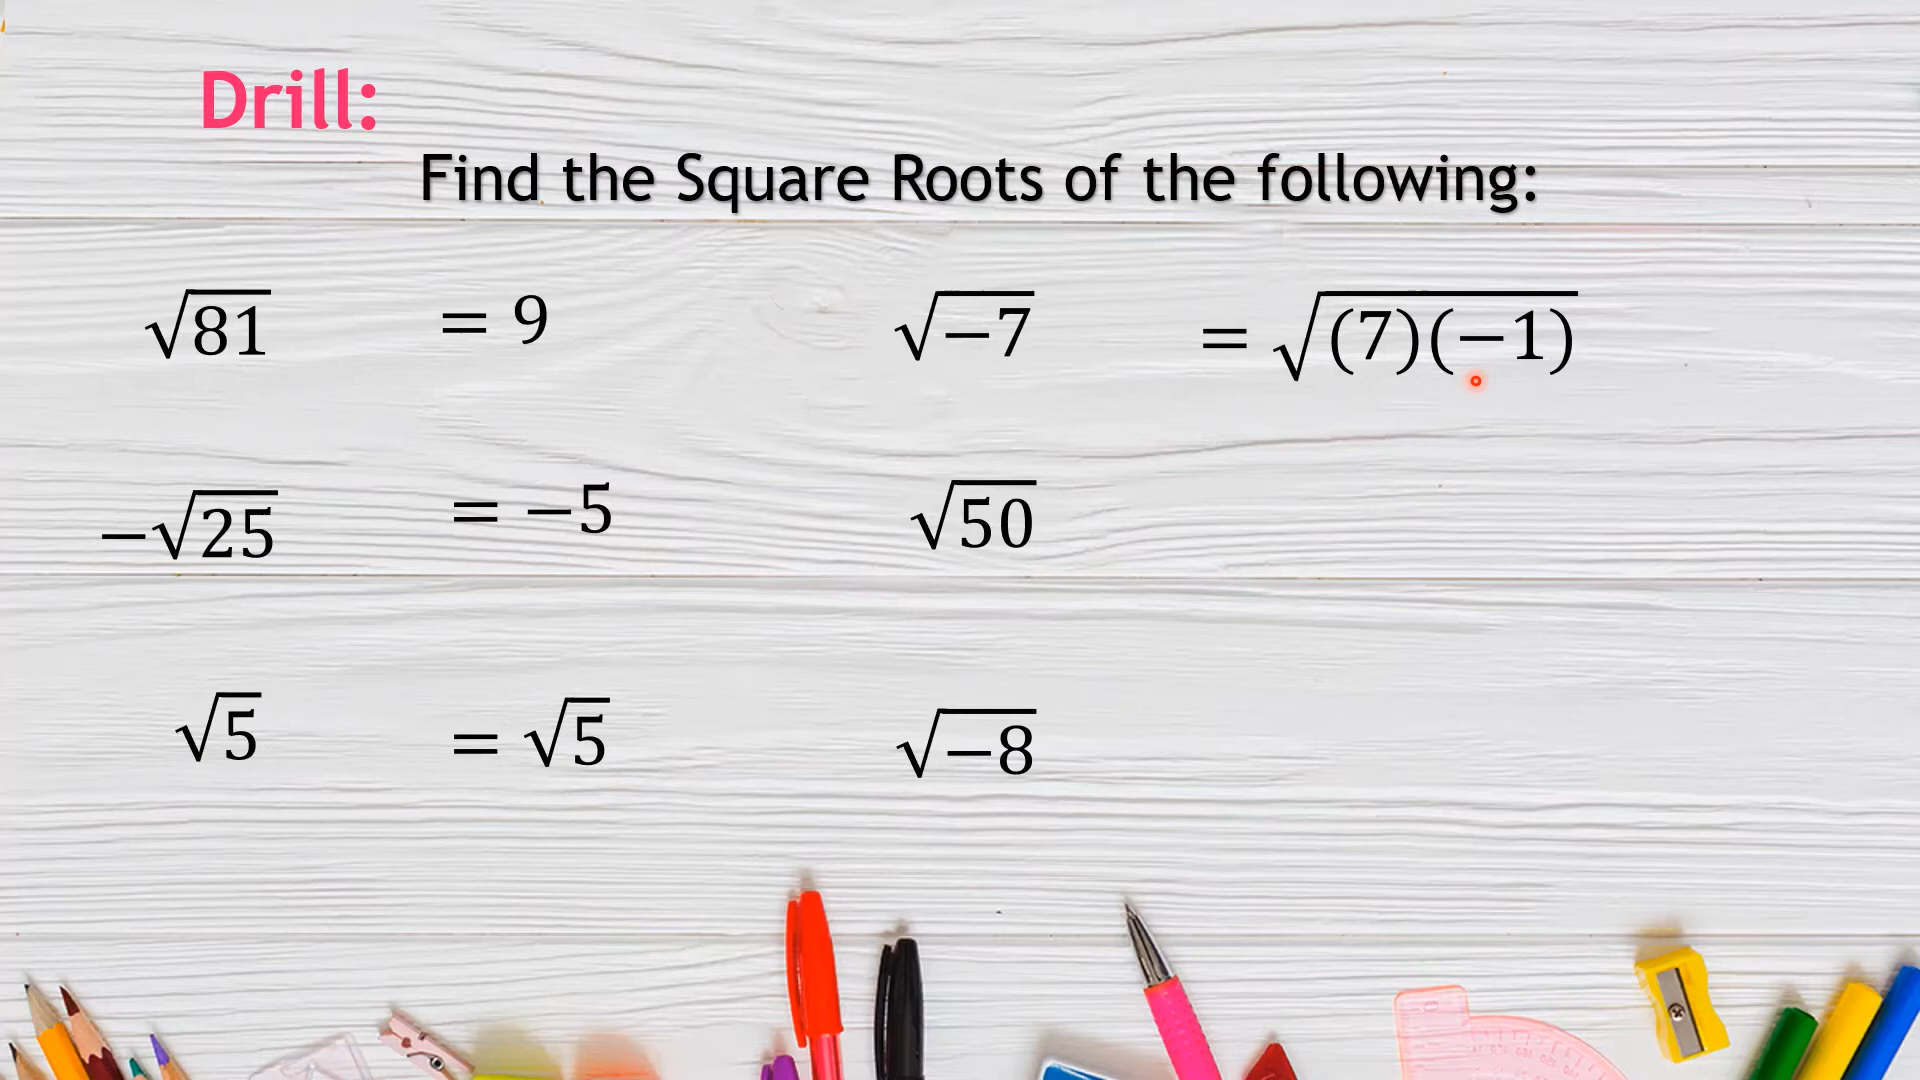 Drill:
Find the Square Roots of the following:
√81 = 9 √−7 = √(7)(−1)
−√25 = −5 √50
√5 = √5 √−8